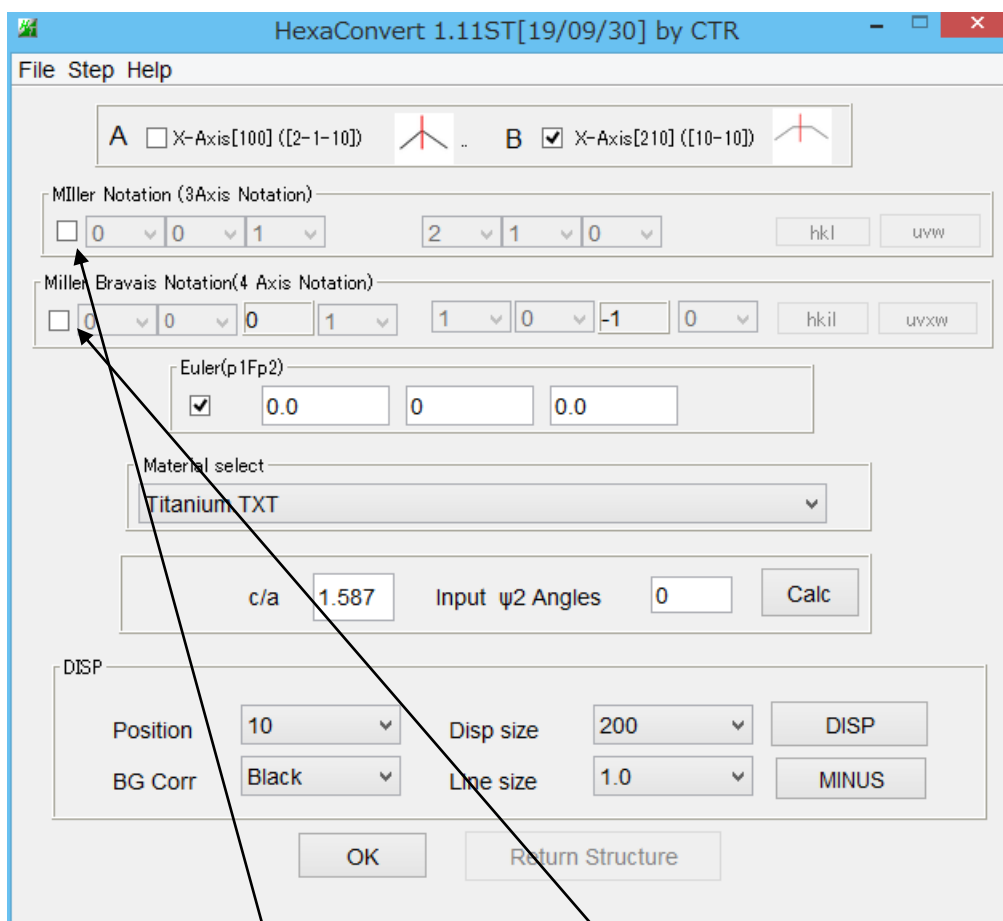 HexaConvert 1.11ST[19/09/30] by CTR
File Step Help
A X-Axis[100] ([2-1-10]) .. B X-Axis[210] ([10-10])
MIller Notation (3Axis Notation)
0 0 1 2 1 0 hkl uvw
Miller Bravais Notation(4 Axis Notation)
0 0 0 1 1 0 -1 0 hkil uvxw
Euler(p1Fp2)
0.0 0 0.0
Material select
Titanium.TXT
c/a 1.587 Input ψ2 Angles 0 Calc
DISP
Position 10 Disp size 200 DISP
BG Corr Black Line size 1.0 MINUS
OK Return Structure